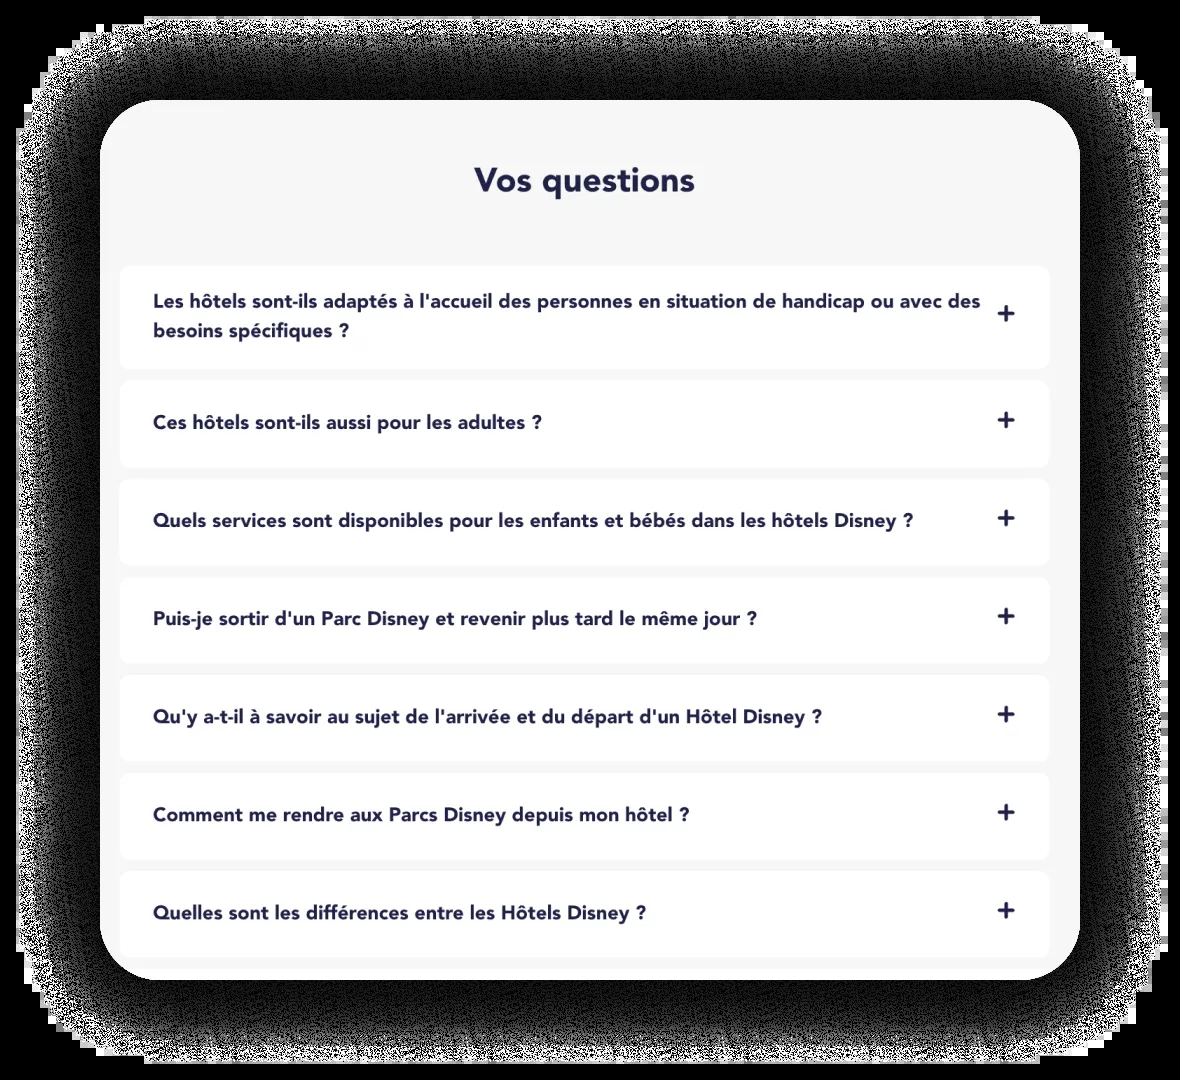 Vos questions
Les hôtels sont-ils adaptés à l'accueil des personnes en situation de handicap ou avec des
besoins spécifiques ?
Ces hôtels sont-ils aussi pour les adultes ?
Quels services sont disponibles pour les enfants et bébés dans les hôtels Disney ?
Puis-je sortir d'un Parc Disney et revenir plus tard le même jour ?
Qu'y a-t-il à savoir au sujet de l'arrivée et du départ d'un Hôtel Disney ?
Comment me rendre aux Parcs Disney depuis mon hôtel ?
Quelles sont les différences entre les Hôtels Disney ?